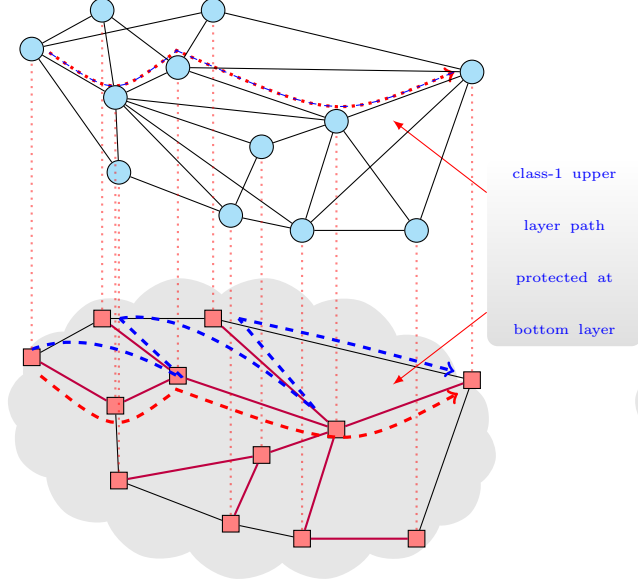 class-1 upper
layer path
protected at
bottom layer